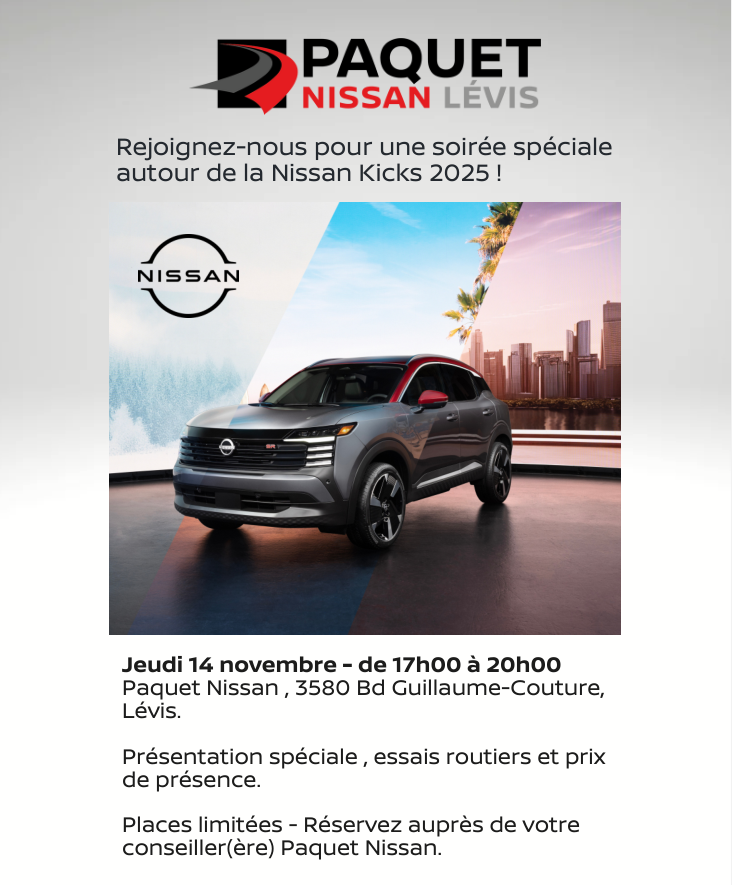 PAQUET
NISSAN LÉVIS
Rejoignez-nous pour une soirée spéciale
autour de la Nissan Kicks 2025 !
NISSAN
Jeudi 14 novembre - de 17h00 à 20h00
Paquet Nissan , 3580 Bd Guillaume-Couture,
Lévis.
Présentation spéciale , essais routiers et prix
de présence.
Places limitées - Réservez auprès de votre
conseiller(ère) Paquet Nissan.